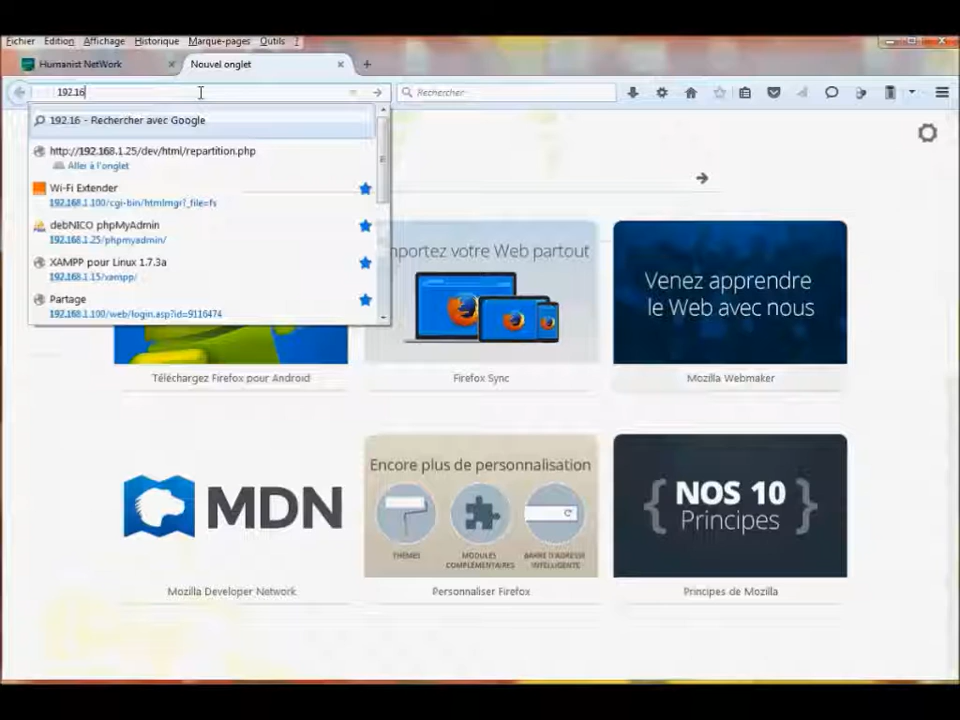 Fichier Edition Affichage Historique Marque-pages Outils ?
Humanist NetWork
Nouvel onglet
192.16
Rechercher
192.16 - Rechercher avec Google
http://192.168.1.25/dev/html/repartition.php
Aller à l'onglet
Wi-Fi Extender
192.168.1.100/cgi-bin/htmlmgr?_file=fs
debNICO phpMyAdmin
192.168.1.25/phpmyadmin/
XAMPP pour Linux 1.7.3a
192.168.1.15/xampp/
Partage
192.168.1.100/web/login.asp?id=9116474
mportez votre Web partout
Venez apprendre
le Web avec nous
Téléchargez Firefox pour Android
Firefox Sync
Mozilla Webmaker
MDN
Encore plus de personnalisation
THEMES
MODULES
COMPLÉMENTAIRES
BARRE D'ADRESSE
INTELLIGENTE
{ NOS 10
Principes }
Mozilla Developer Network
Personnaliser Firefox
Principes de Mozilla